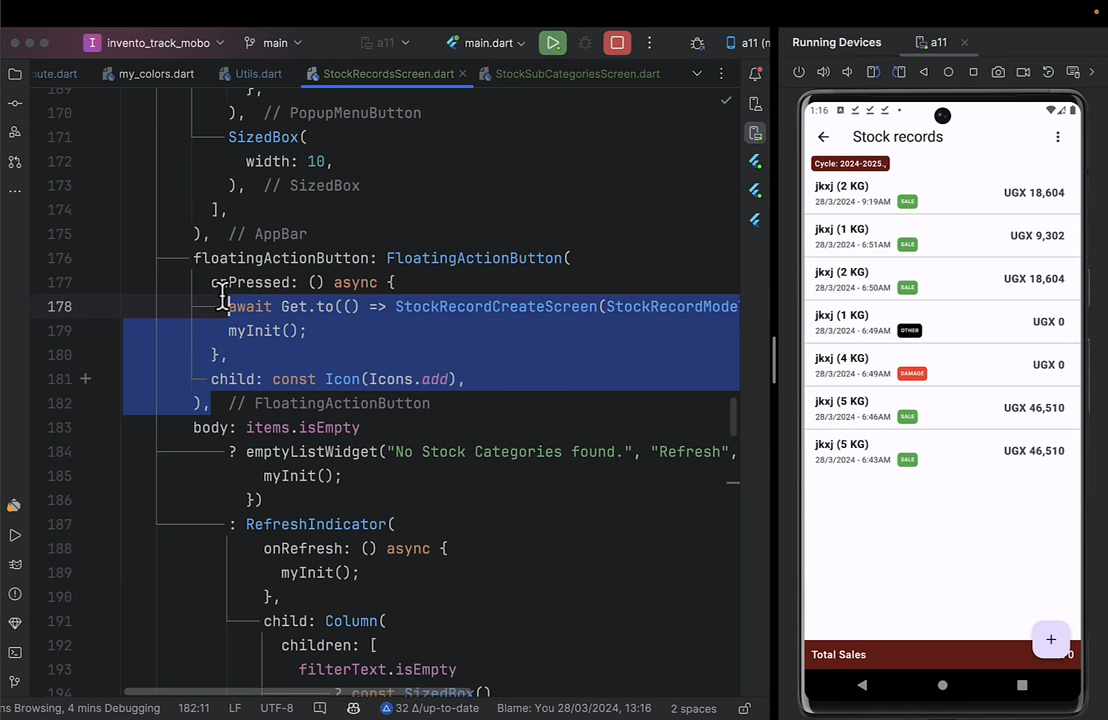 invento_track_mobo
main
a11
main.dart
a11 (m
Running Devices
a11
oute.dart
my_colors.dart
Utils.dart
StockRecordsScreen.dart
StockSubCategoriesScreen.dart
169 },
170 ), // PopupMenuButton
171 SizedBox(
172 width: 10,
173 ), // SizedBox
174 ],
175 ), // AppBar
176 floatingActionButton: FloatingActionButton(
177 onPressed: () async {
178 await Get.to(() => StockRecordCreateScreen(StockRecordModel
179 myInit();
180 },
181 child: const Icon(Icons.add),
182 ), // FloatingActionButton
183 body: items.isEmpty
184 ? emptyListWidget("No Stock Categories found.", "Refresh",
185 myInit();
186 })
187 : RefreshIndicator(
188 onRefresh: () async {
189 myInit();
190 },
191 child: Column(
192 children: [
193 filterText.isEmpty
194 ? const SizedBox()
ns Browsing, 4 mins Debugging
182:11
LF
UTF-8
32 Δ/up-to-date
Blame: You 28/03/2024, 13:16
2 spaces
1:16
Stock records
Cycle: 2024-2025.,
jkxj (2 KG)
28/3/2024 - 9:19AM SALE
UGX 18,604
jkxj (1 KG)
28/3/2024 - 6:51AM SALE
UGX 9,302
jkxj (2 KG)
28/3/2024 - 6:50AM SALE
UGX 18,604
jkxj (1 KG)
28/3/2024 - 6:49AM OTHER
UGX 0
jkxj (4 KG)
28/3/2024 - 6:49AM DAMAGE
UGX 0
jkxj (5 KG)
28/3/2024 - 6:46AM SALE
UGX 46,510
jkxj (5 KG)
28/3/2024 - 6:43AM SALE
UGX 46,510
Total Sales
0